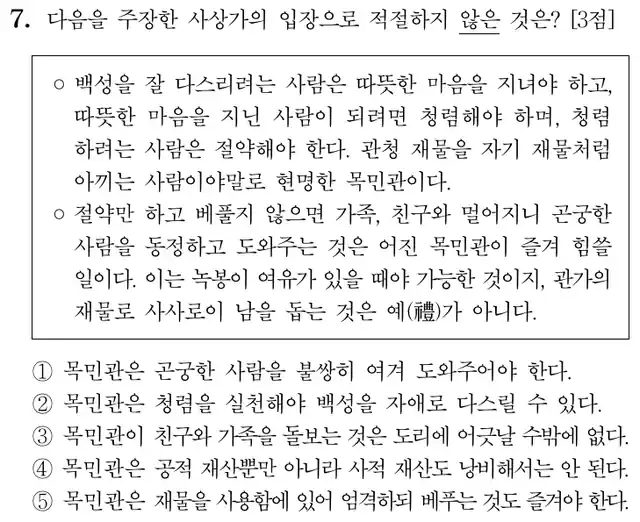 7. 다음을 주장한 사상가의 입장으로 적절하지 않은 것은? [3점]
○ 백성을 잘 다스리려는 사람은 따뜻한 마음을 지녀야 하고,
따뜻한 마음을 지닌 사람이 되려면 청렴해야 하며, 청렴
하려는 사람은 절약해야 한다. 관청 재물을 자기 재물처럼
아끼는 사람이야말로 현명한 목민관이다.
○ 절약만 하고 베풀지 않으면 가족, 친구와 멀어지니 곤궁한
사람을 동정하고 도와주는 것은 어진 목민관이 즐겨 힘쓸
일이다. 이는 녹봉이 여유가 있을 때야 가능한 것이지, 관가의
재물로 사사로이 남을 돕는 것은 예(禮)가 아니다.
① 목민관은 곤궁한 사람을 불쌍히 여겨 도와주어야 한다.
② 목민관은 청렴을 실천해야 백성을 자애로 다스릴 수 있다.
③ 목민관이 친구와 가족을 돌보는 것은 도리에 어긋날 수밖에 없다.
④ 목민관은 공적 재산뿐만 아니라 사적 재산도 낭비해서는 안 된다.
⑤ 목민관은 재물을 사용함에 있어 엄격하되 베푸는 것도 즐겨야 한다.